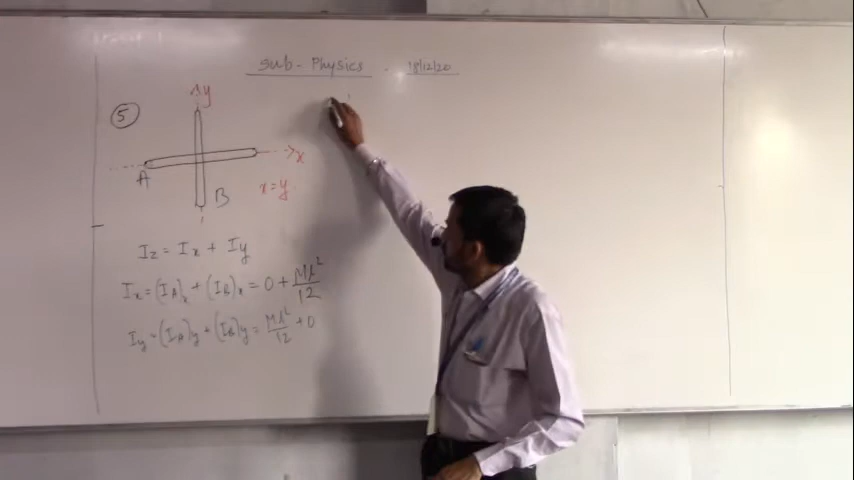 Sub - Physics - 18/12/20
5
y
x
A
B
x = y
Iz = Ix + Iy
Ix = (IA)x + (IB)x = 0 + Ml²/12
Iy = (IA)y + (IB)y = Ml²/12 + 0